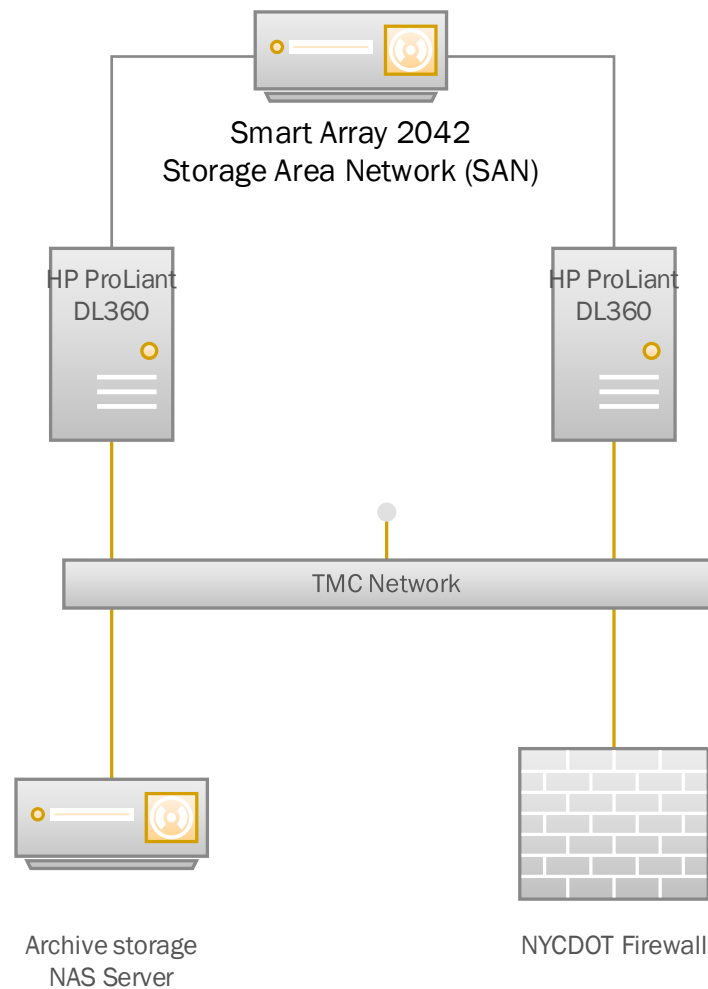 Smart Array 2042
Storage Area Network (SAN)
HP ProLiant
DL360
HP ProLiant
DL360
TMC Network
Archive storage
NAS Server
NYCDOT Firewall